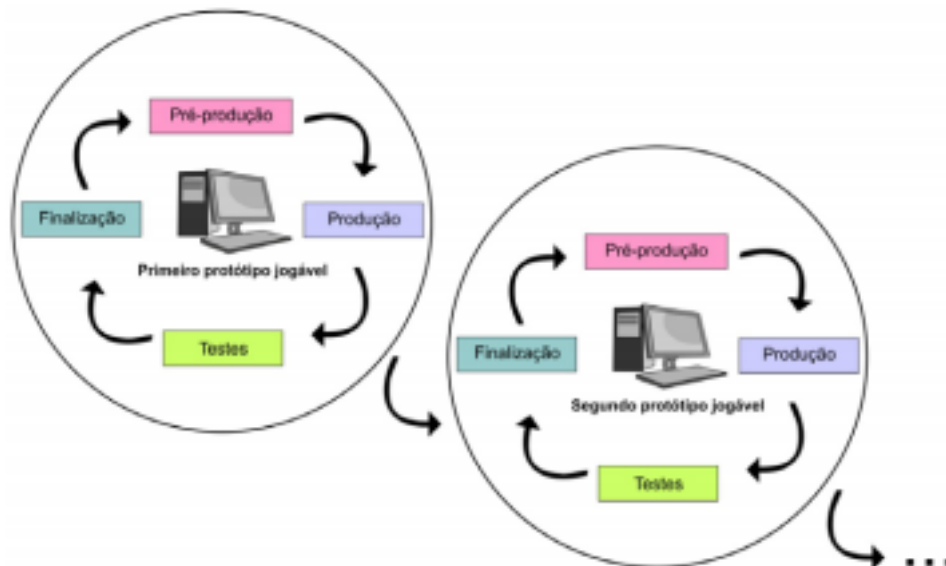 Pré-produção
Finalização
Produção
Primeiro protótipo jogável
Testes
Pré-produção
Finalização
Produção
Segundo protótipo jogável
Testes
...